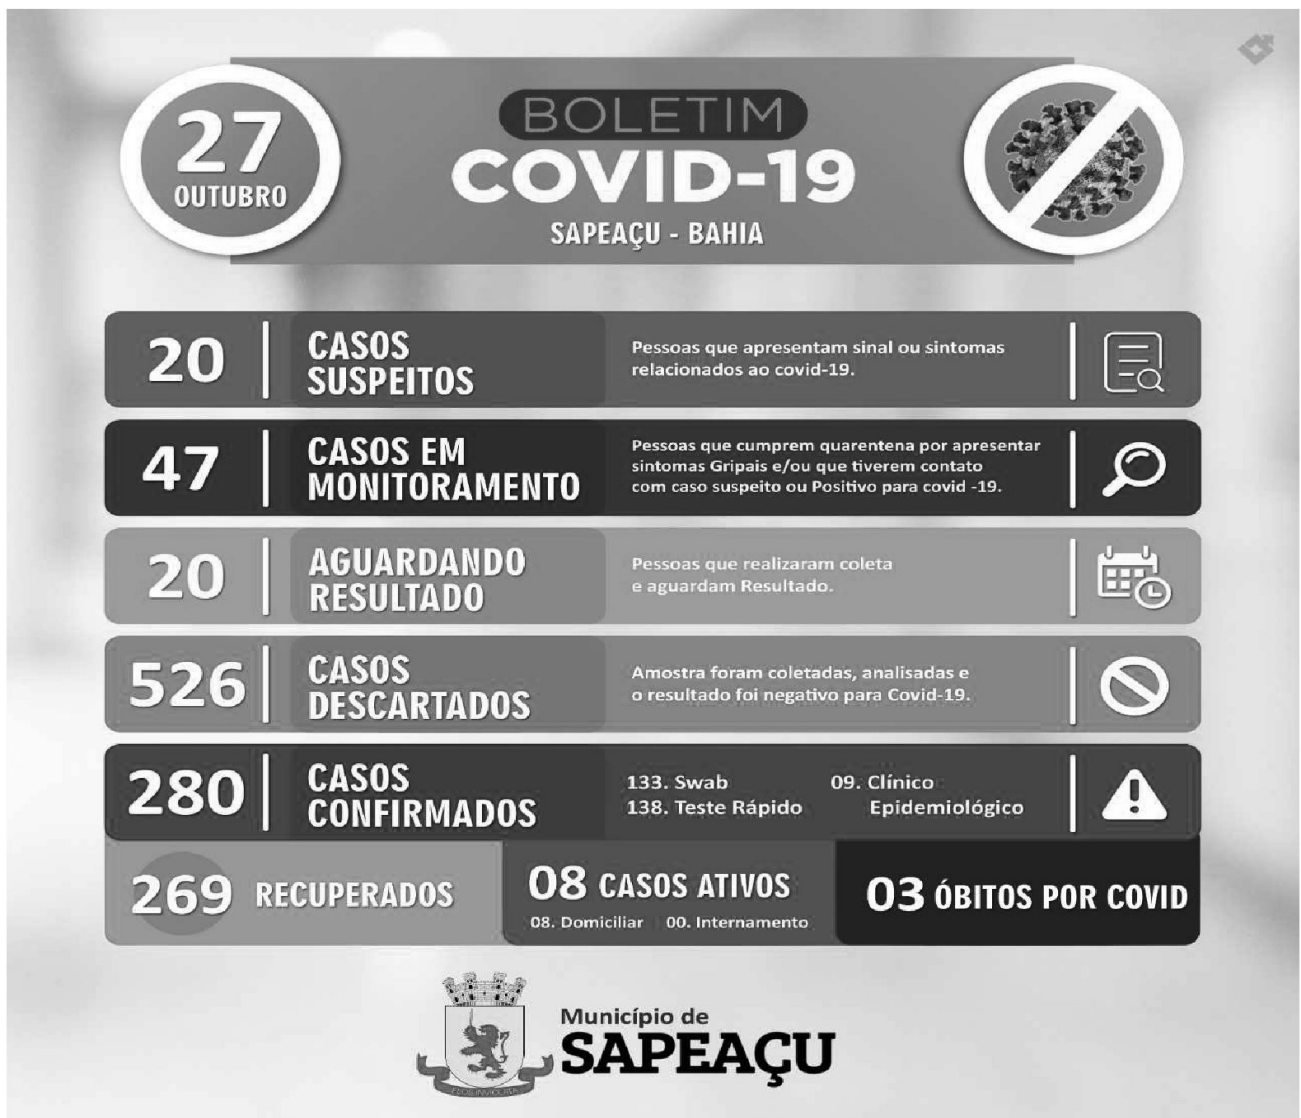 27
OUTUBRO
BOLETIM
COVID-19
SAPEAÇU - BAHIA
20
CASOS
SUSPEITOS
Pessoas que apresentam sinal ou sintomas
relacionados ao covid-19.
47
CASOS EM
MONITORAMENTO
Pessoas que cumprem quarentena por apresentar
sintomas Gripais e/ou que tiverem contato
com caso suspeito ou Positivo para covid -19.
20
AGUARDANDO
RESULTADO
Pessoas que realizaram coleta
e aguardam Resultado.
526
CASOS
DESCARTADOS
Amostra foram coletadas, analisadas e
o resultado foi negativo para Covid-19.
280
CASOS
CONFIRMADOS
133. Swab
138. Teste Rápido
09. Clínico
Epidemiológico
269 RECUPERADOS
08 CASOS ATIVOS
08. Domiciliar 00. Internamento
03 ÓBITOS POR COVID
Município de
SAPEAÇU